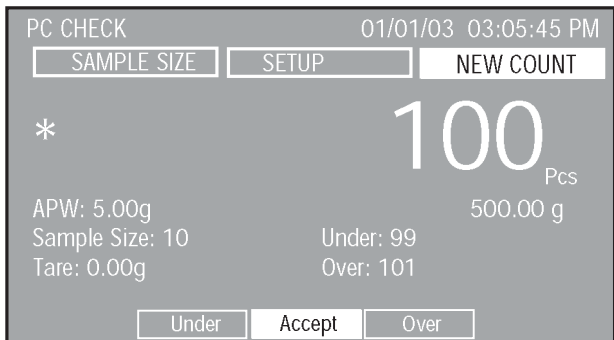 PC CHECK 01/01/03 03:05:45 PM
SAMPLE SIZE SETUP NEW COUNT
* 100 Pcs
APW: 5.00g 500.00 g
Sample Size: 10 Under: 99
Tare: 0.00g Over: 101
Under Accept Over